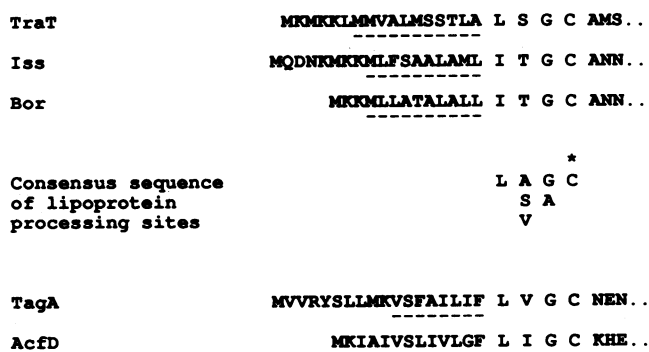 TraT MKMKKLMMVALMSSTLA L S G C AMS..
Iss MQDNKMKKMLFSAALAML I T G C ANN..
Bor MKKMLLATALALL I T G C ANN..
*
Consensus sequence L A G C
of lipoprotein S A
processing sites V
TagA MVVRYSLLMKVSFAILIF L V G C NEN..
AcfD MKIAIVSLIVLGF L I G C KHE..